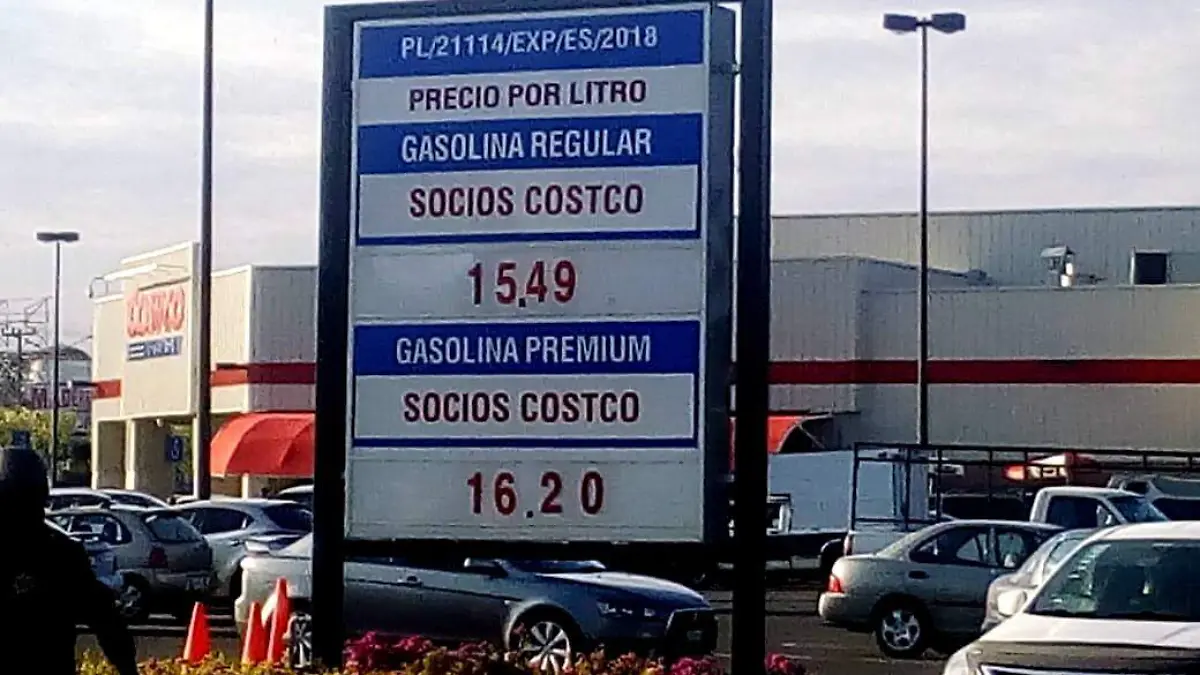 PL/21114/EXP/ES/2018
PRECIO POR LITRO
GASOLINA REGULAR
SOCIOS COSTCO
15.49
GASOLINA PREMIUM
SOCIOS COSTCO
16.20
COSTCO